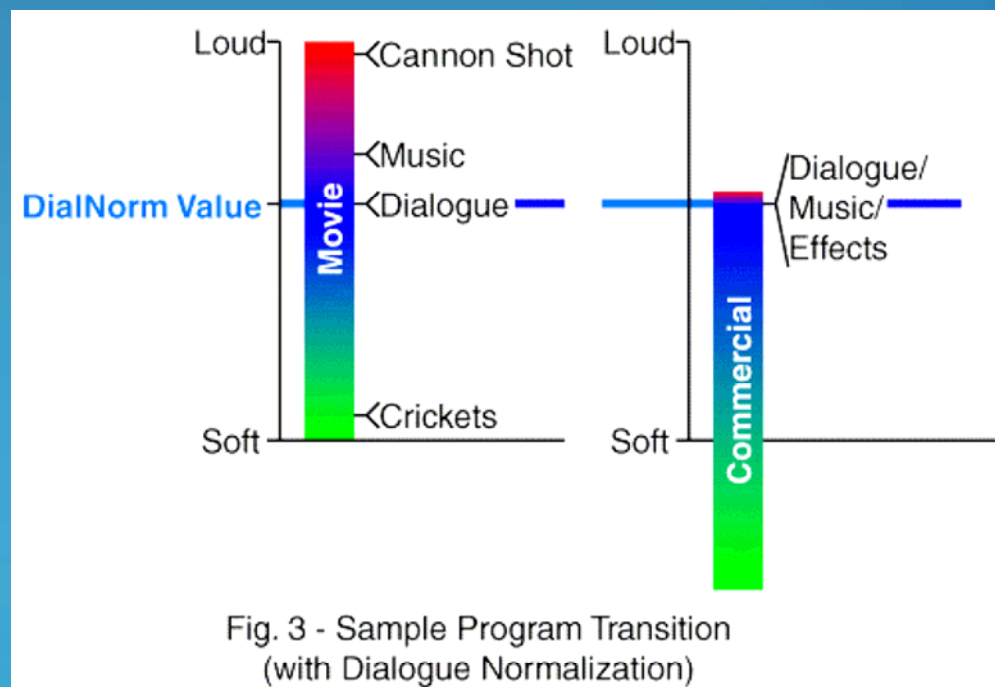 Loud
Cannon Shot
Music
DialNorm Value
Dialogue
Movie
Crickets
Soft
Loud
Dialogue/
Music/
Effects
Commercial
Soft
Fig. 3 - Sample Program Transition
(with Dialogue Normalization)